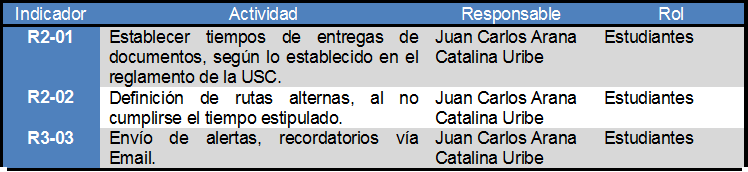 Indicador Actividad Responsable Rol
R2-01 Establecer tiempos de entregas de Juan Carlos Arana Estudiantes
documentos, según lo establecido en el Catalina Uribe
reglamento de la USC.
R2-02 Definición de rutas alternas, al no Juan Carlos Arana Estudiantes
cumplirse el tiempo estipulado. Catalina Uribe
R3-03 Envío de alertas, recordatorios vía Juan Carlos Arana Estudiantes
Email. Catalina Uribe